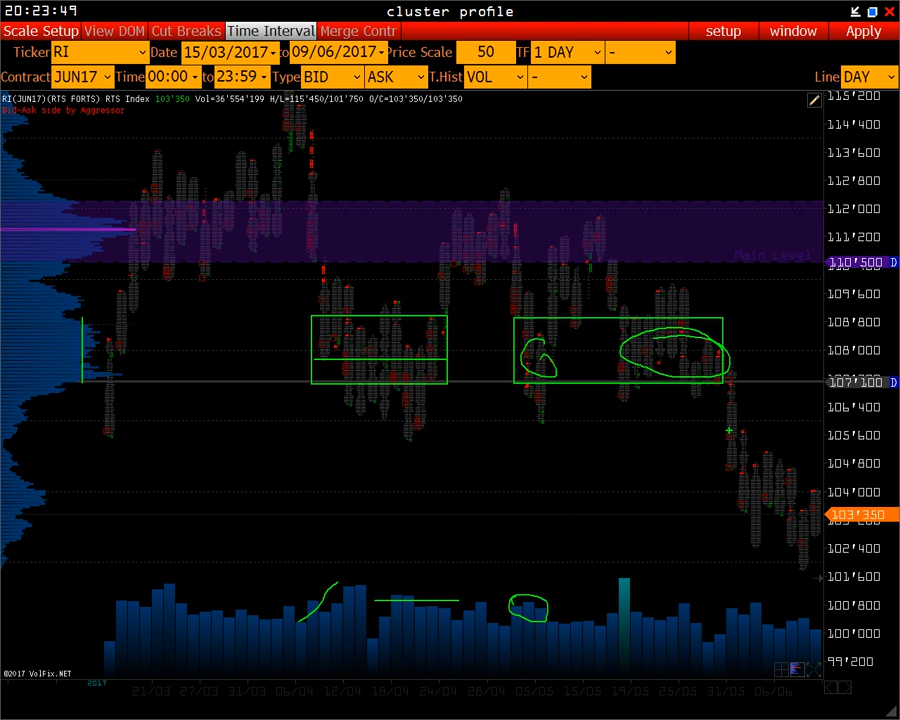 20:23:49 cluster profile
Scale Setup View DOM Cut Breaks Time Interval Merge Contr setup window Apply
Ticker RI Date 15/03/2017 to 09/06/2017 Price Scale 50 TF 1 DAY -
Contract JUN17 Time 00:00 to 23:59 Type BID ASK T.Hist VOL - Line DAY
RI(JUN17)(RTS FORTS) RTS Index 103'350 Vol=36'554'199 H/L=115'450/101'750 O/C=103'350/103'350
Bid-Ask side by Aggressor
115'200
114'400
113'600
112'800
112'000
111'200
Main Level
110'500 D
109'600
108'800
108'000
107'100 D
106'400
105'600
104'800
104'000
103'350
102'400
101'600
100'800
100'000
99'200
©2017 VolFix.NET
2017
21/03 27/03 31/03 06/04 12/04 18/04 24/04 28/04 05/05 15/05 19/05 25/05 31/05 06/06